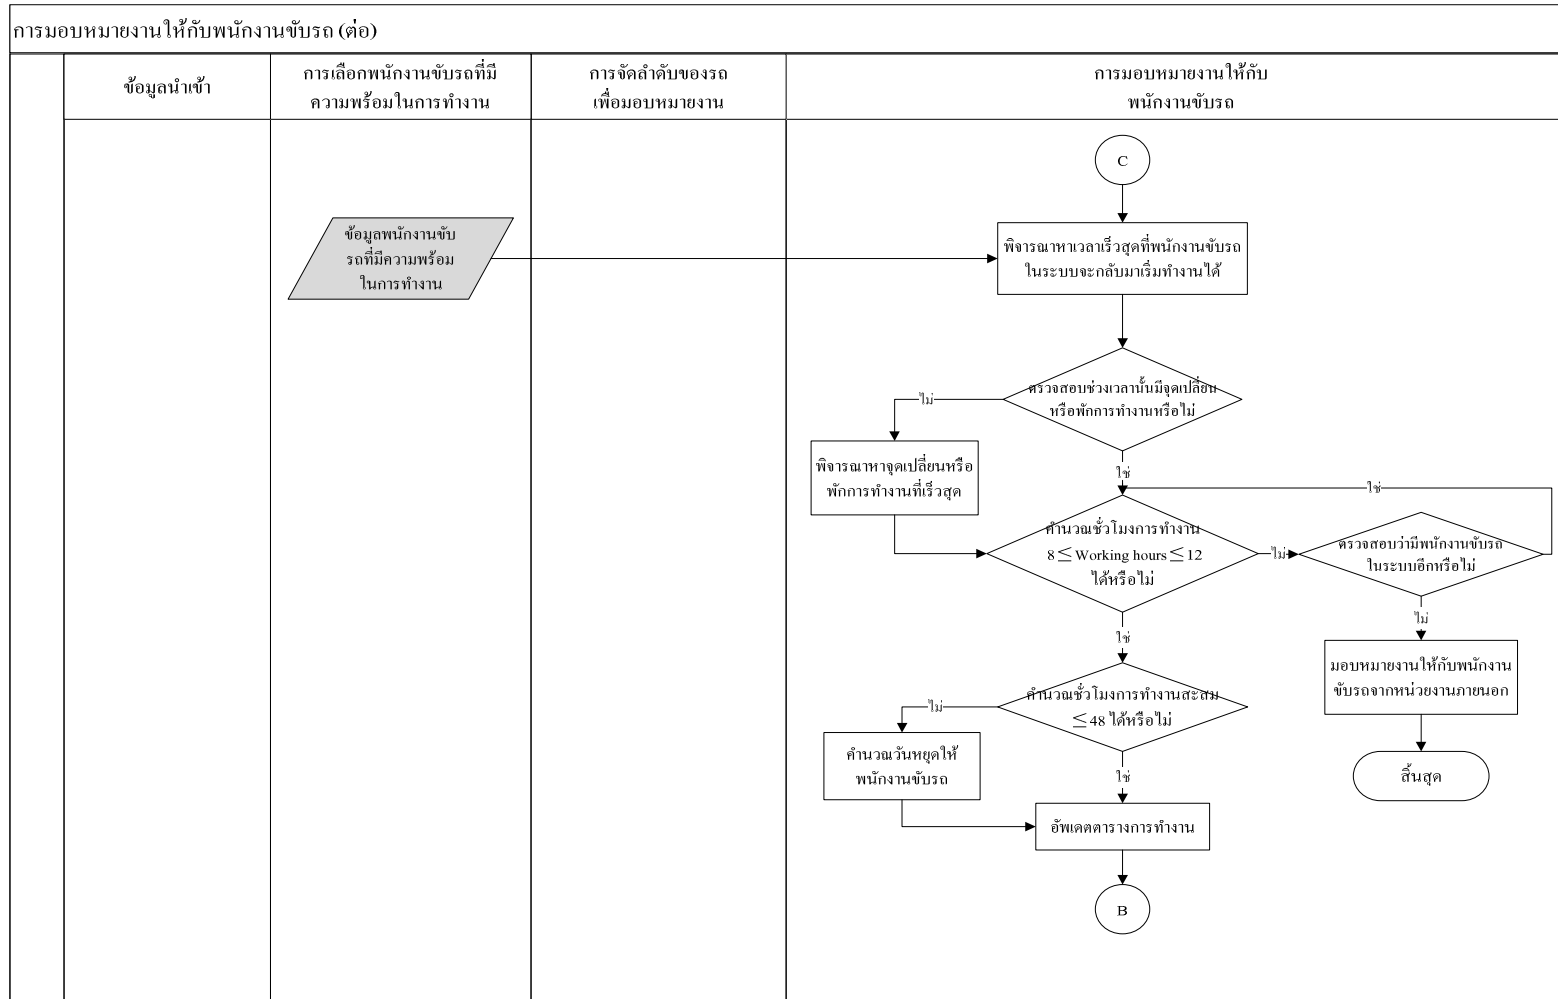 การมอบหมายงานให้กับพนักงานขับรถ (ต่อ)
ข้อมูลนำเข้า
การเลือกพนักงานขับรถที่มี
ความพร้อมในการทำงาน
การจัดลำดับของรถ
เพื่อมอบหมายงาน
การมอบหมายงานให้กับ
พนักงานขับรถ
C
ข้อมูลพนักงานขับ
รถที่มีความพร้อม
ในการทำงาน
พิจารณาหาเวลาเร็วสุดที่พนักงานขับรถ
ในระบบจะกลับมาเริ่มทำงานได้
ตรวจสอบช่วงเวลานั้นมีจุดเปลี่ยน
หรือพักการทำงานหรือไม่
ไม่
พิจารณาหาจุดเปลี่ยนหรือ
พักการทำงานที่เร็วสุด
ใช่
ใช่
คำนวณชั่วโมงการทำงาน
8 ≤ Working hours ≤ 12
ได้หรือไม่
ไม่
ตรวจสอบว่ามีพนักงานขับรถ
ในระบบอีกหรือไม่
ไม่
มอบหมายงานให้กับพนักงาน
ขับรถจากหน่วยงานภายนอก
สิ้นสุด
ใช่
คำนวณชั่วโมงการทำงานสะสม
≤ 48 ได้หรือไม่
ไม่
คำนวณวันหยุดให้
พนักงานขับรถ
ใช่
อัพเดตตารางการทำงาน
B